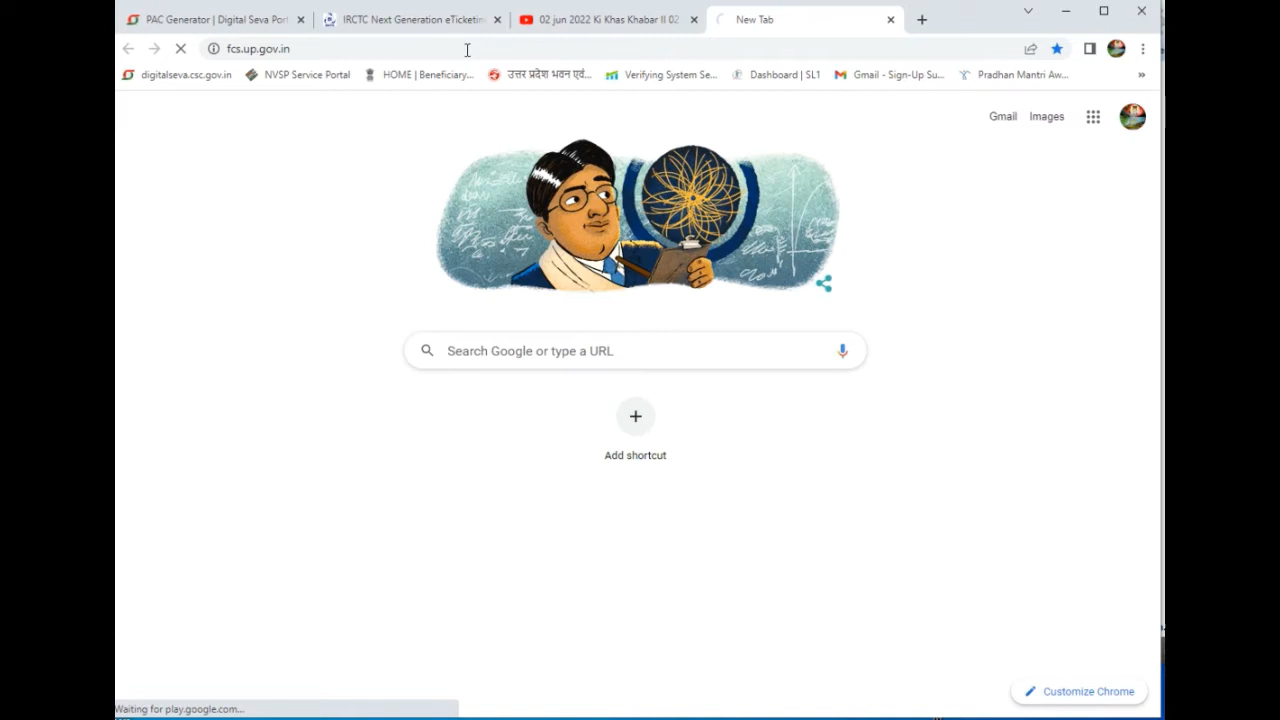 PAC Generator | Digital Seva Port
IRCTC Next Generation eTicketin
02 jun 2022 Ki Khas Khabar II 02
New Tab
fcs.up.gov.in
digitalseva.csc.gov.in
NVSP Service Portal
HOME | Beneficiary...
उत्तर प्रदेश भवन एवं...
Verifying System Se...
Dashboard | SL1
Gmail - Sign-Up Su...
Pradhan Mantri Aw...
»
Gmail
Images
Search Google or type a URL
Add shortcut
Customize Chrome
Waiting for play.google.com...